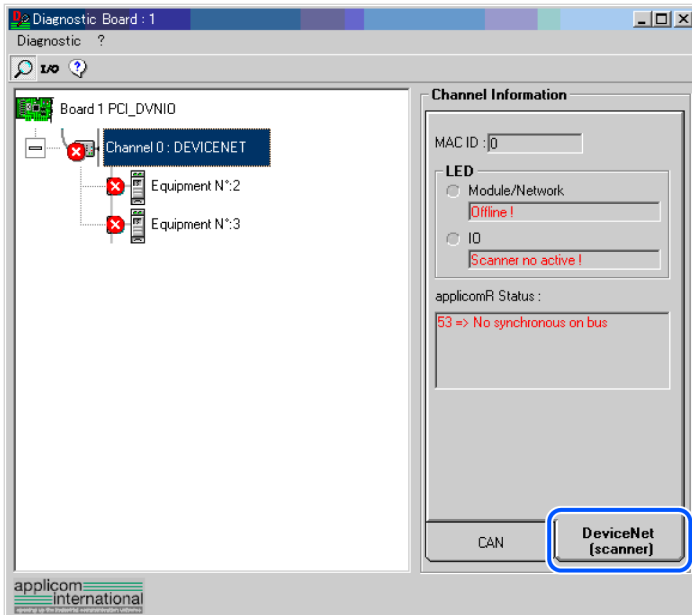 Diagnostic Board : 1
Diagnostic ?
I/O
Board 1 PCI_DVNIO
Channel 0 : DEVICENET
Equipment N°:2
Equipment N°:3
Channel Information
MAC ID : 0
LED
Module/Network
Offline !
IO
Scanner no active !
applicomR Status :
53 => No synchronous on bus
CAN
DeviceNet
(scanner)
applicom
international